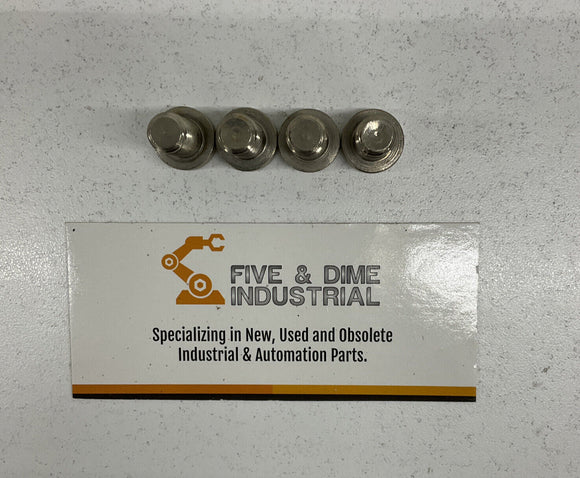 FIVE & DIME
INDUSTRIAL
Specializing in New, Used and Obsolete
Industrial & Automation Parts.